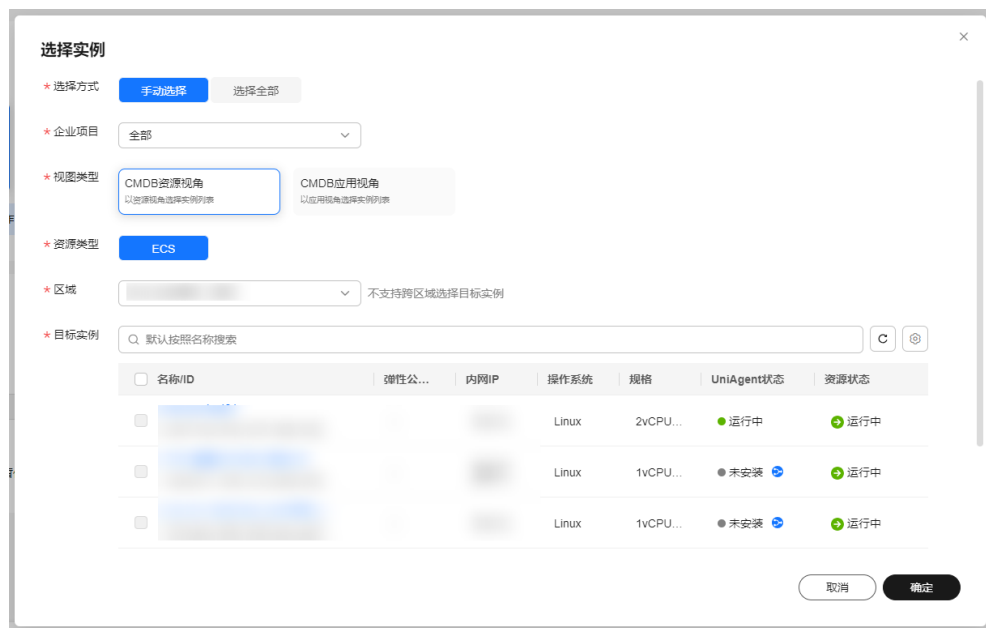 选择实例
* 选择方式 手动选择 选择全部
* 企业项目 全部
* 视图类型 CMDB资源视角 CMDB应用视角
以资源视角选择实例列表 以应用视角选择实例列表
* 资源类型 ECS
* 区域 不支持跨区域选择目标实例
* 目标实例 默认按照名称搜索
名称/ID 弹性公... 内网IP 操作系统 规格 UniAgent状态 资源状态
Linux 2vCPU... 运行中 运行中
Linux 1vCPU... 未安装 运行中
Linux 1vCPU... 未安装 运行中
取消 确定